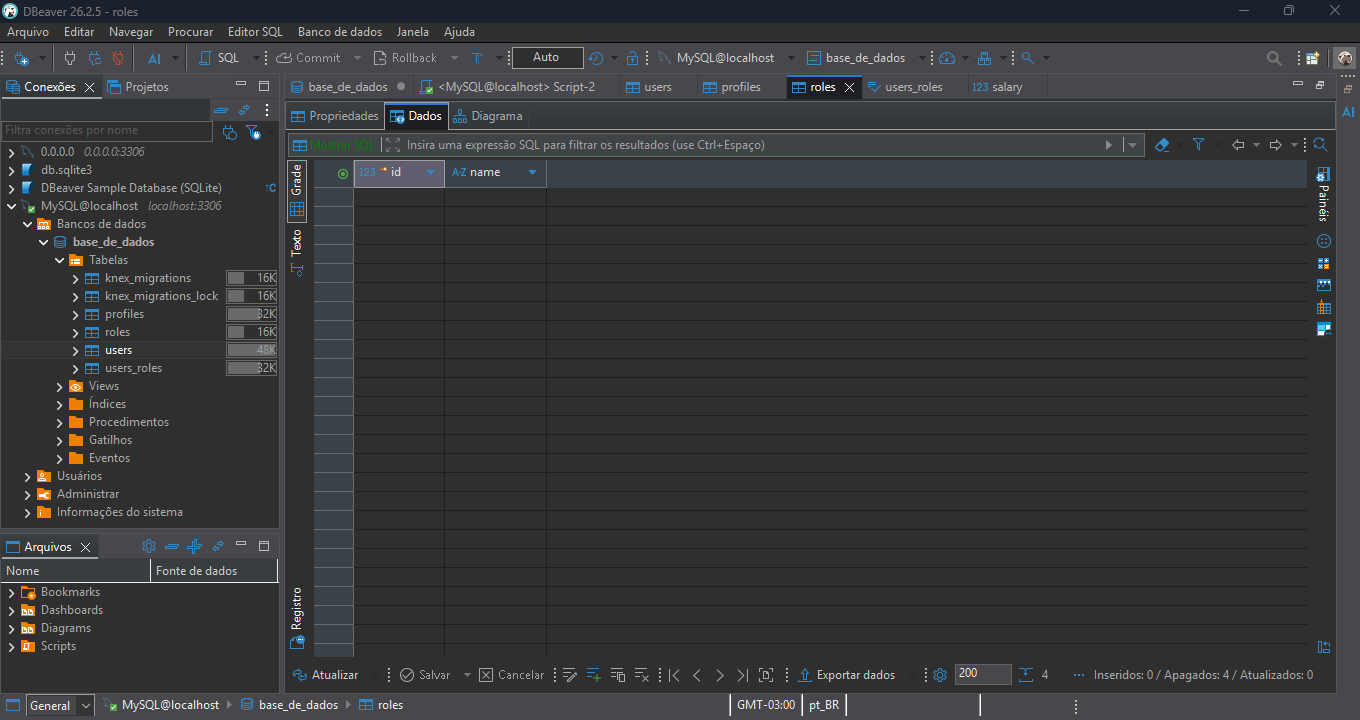 DBeaver 26.2.5 - roles
Arquivo Editar Navegar Procurar Editor SQL Banco de dados Janela Ajuda
AI SQL Commit Rollback T Auto MySQL@localhost base_de_dados
Conexões Projetos
base_de_dados <MySQL@localhost> Script-2 users profiles roles users_roles 123 salary
Propriedades Dados Diagrama
AI
Filtra conexões por nome
Mostrar SQL Insira uma expressão SQL para filtrar os resultados (use Ctrl+Espaço)
0.0.0.0 0.0.0.0:3306
db.sqlite3
DBeaver Sample Database (SQLite)
MySQL@localhost localhost:3306
Bancos de dados
base_de_dados
Tabelas
knex_migrations 16K
knex_migrations_lock 16K
profiles 32K
roles 16K
users 48K
users_roles 32K
Views
Índices
Procedimentos
Gatilhos
Eventos
Usuários
Administrar
Informações do sistema
Grade
Texto
Registro
123 id A-Z name
Painéis
Arquivos
Nome Fonte de dados
Bookmarks
Dashboards
Diagrams
Scripts
Atualizar Salvar Cancelar Exportar dados 200 4 Inseridos: 0 / Apagados: 4 / Atualizados: 0
General MySQL@localhost base_de_dados roles GMT-03:00 pt_BR